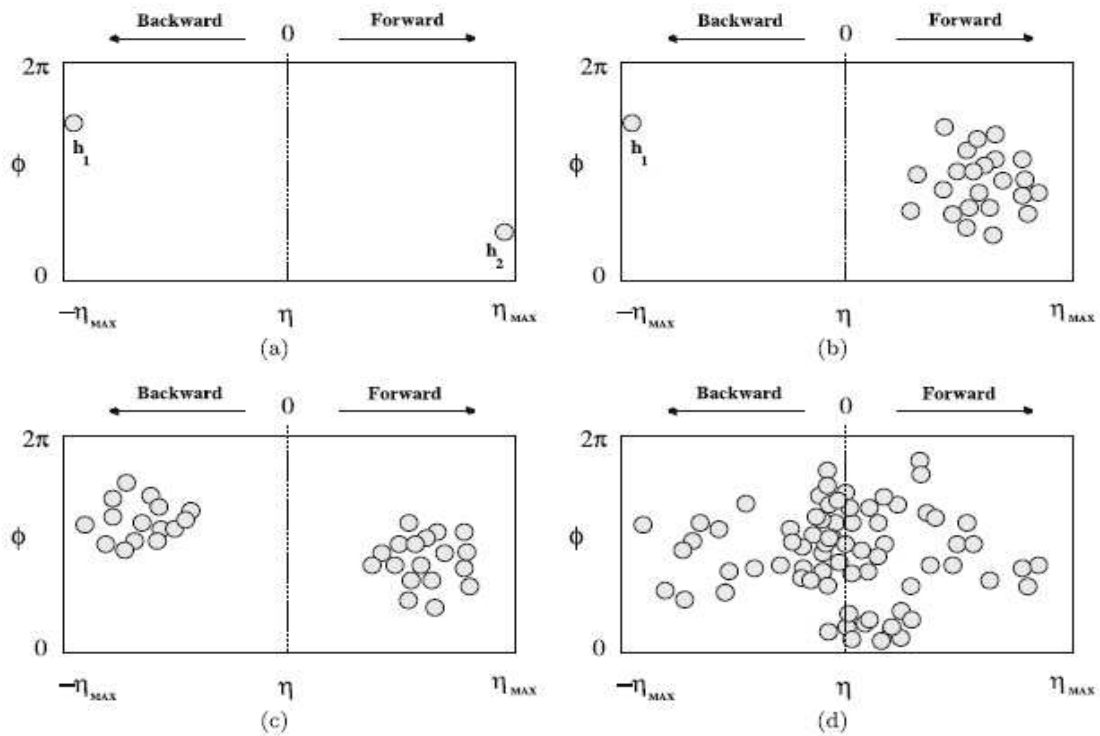 Backward 0 Forward
2π
h1
ϕ
h2
0
−ηMAX η ηMAX
(a)
Backward 0 Forward
2π
h1
ϕ
0
−ηMAX η ηMAX
(b)
Backward 0 Forward
2π
ϕ
0
−ηMAX η ηMAX
(c)
Backward 0 Forward
2π
ϕ
0
−ηMAX η ηMAX
(d)